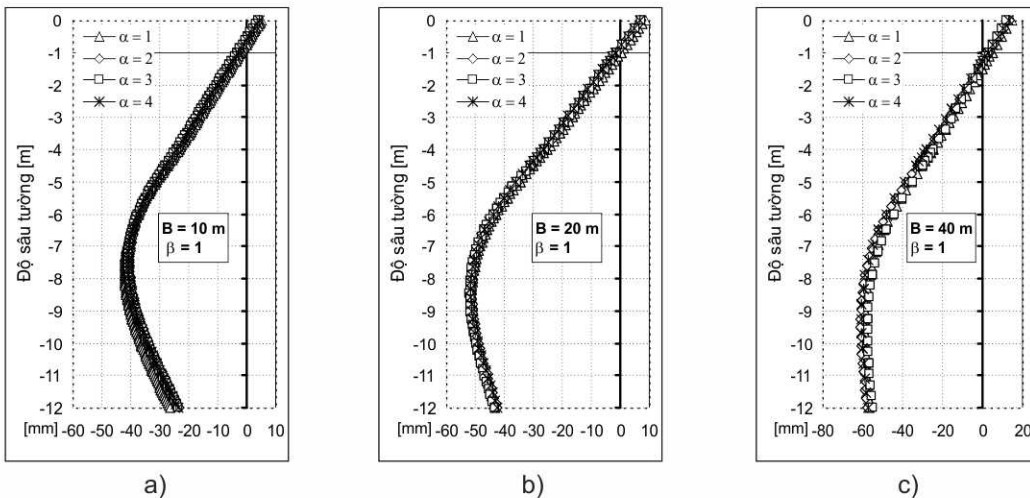 0
-1
-2
-3
-4
-5
-6
-7
-8
-9
-10
-11
-12
Độ sâu tường [m]
α = 1
α = 2
α = 3
α = 4
B = 10 m
β = 1
[mm] -60 -50 -40 -30 -20 -10 0 10
a)
0
-1
-2
-3
-4
-5
-6
-7
-8
-9
-10
-11
-12
Độ sâu tường [m]
α = 1
α = 2
α = 3
α = 4
B = 20 m
β = 1
[mm] -60 -50 -40 -30 -20 -10 0 10
b)
0
-1
-2
-3
-4
-5
-6
-7
-8
-9
-10
-11
-12
Độ sâu tường [m]
α = 1
α = 2
α = 3
α = 4
B = 40 m
β = 1
[mm] -80 -60 -40 -20 0 20
c)